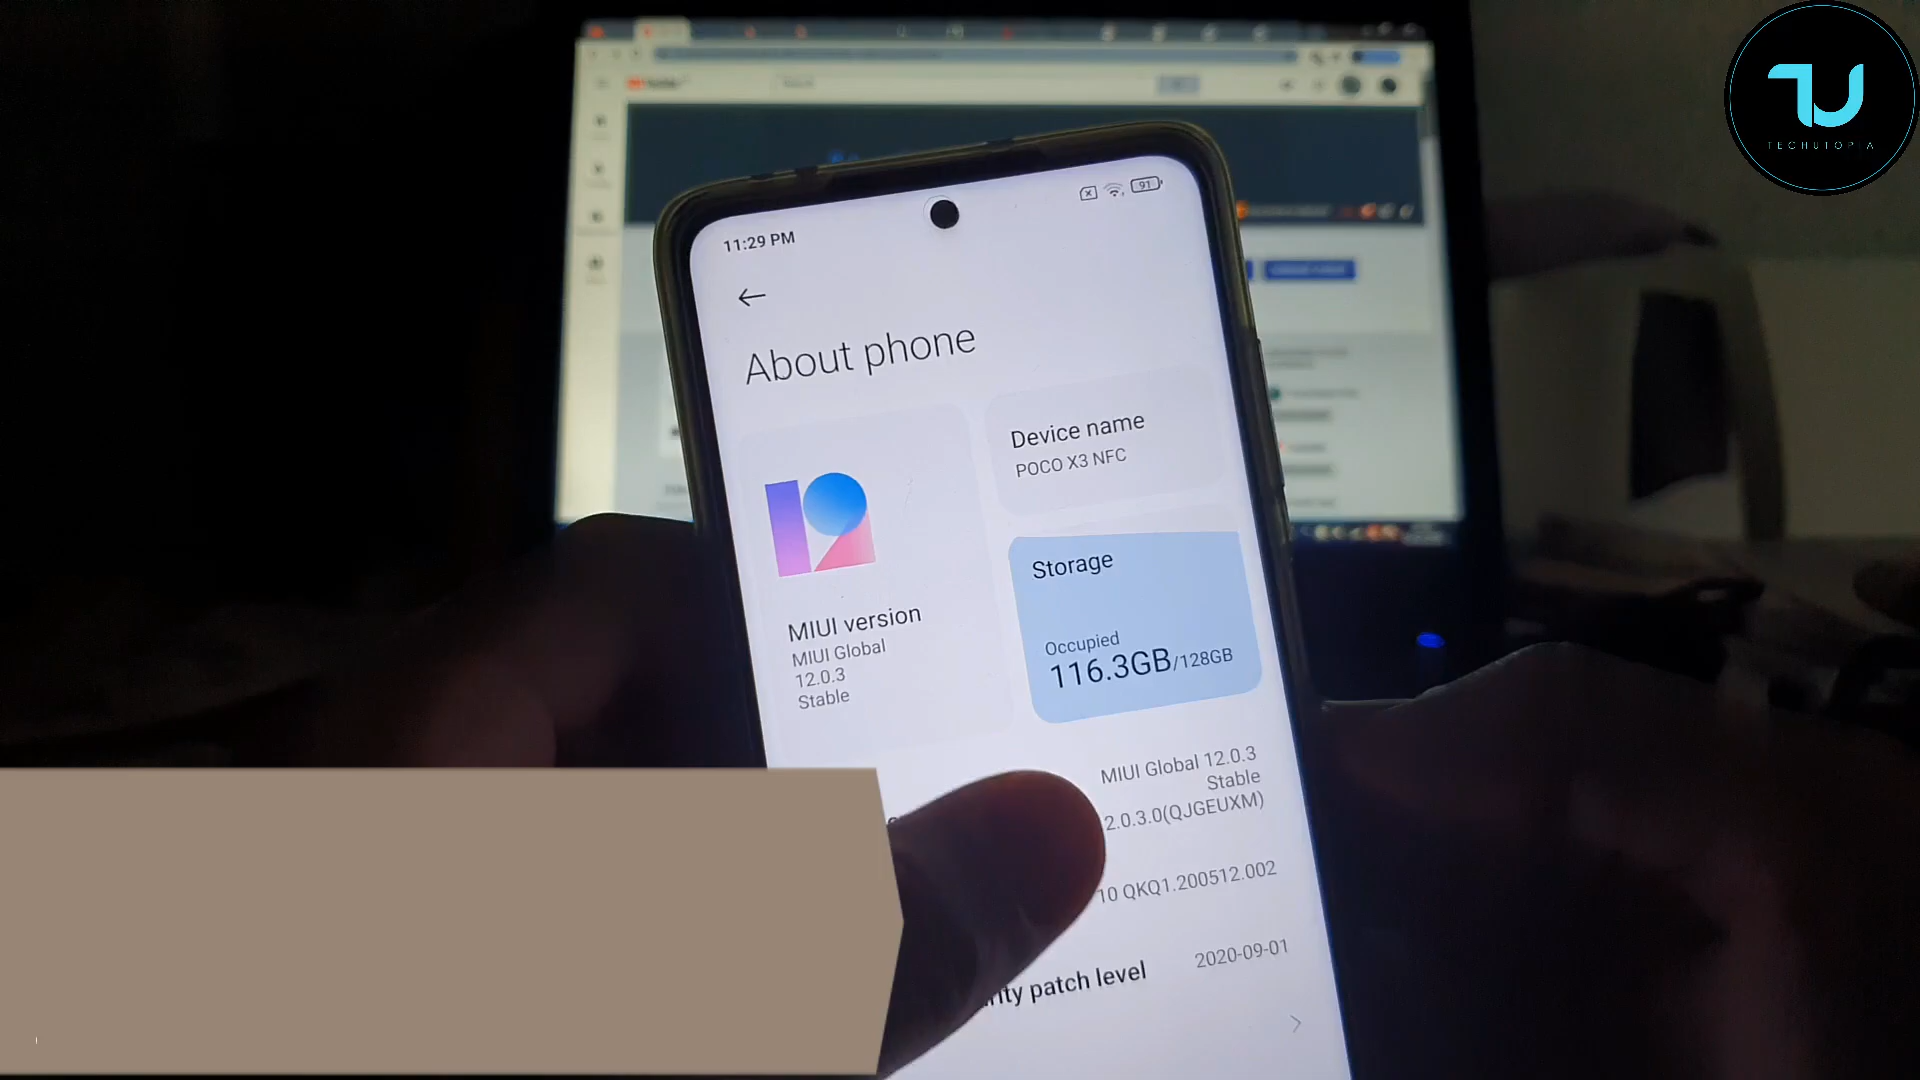 TECHUTOPIA
11:29 PM
91
About phone
Device name
POCO X3 NFC
MIUI version
MIUI Global
12.0.3
Stable
Storage
Occupied
116.3GB/128GB
MIUI Global 12.0.3
Stable
2.0.3.0(QJGEUXM)
10 QKQ1.200512.002
patch level
2020-09-01